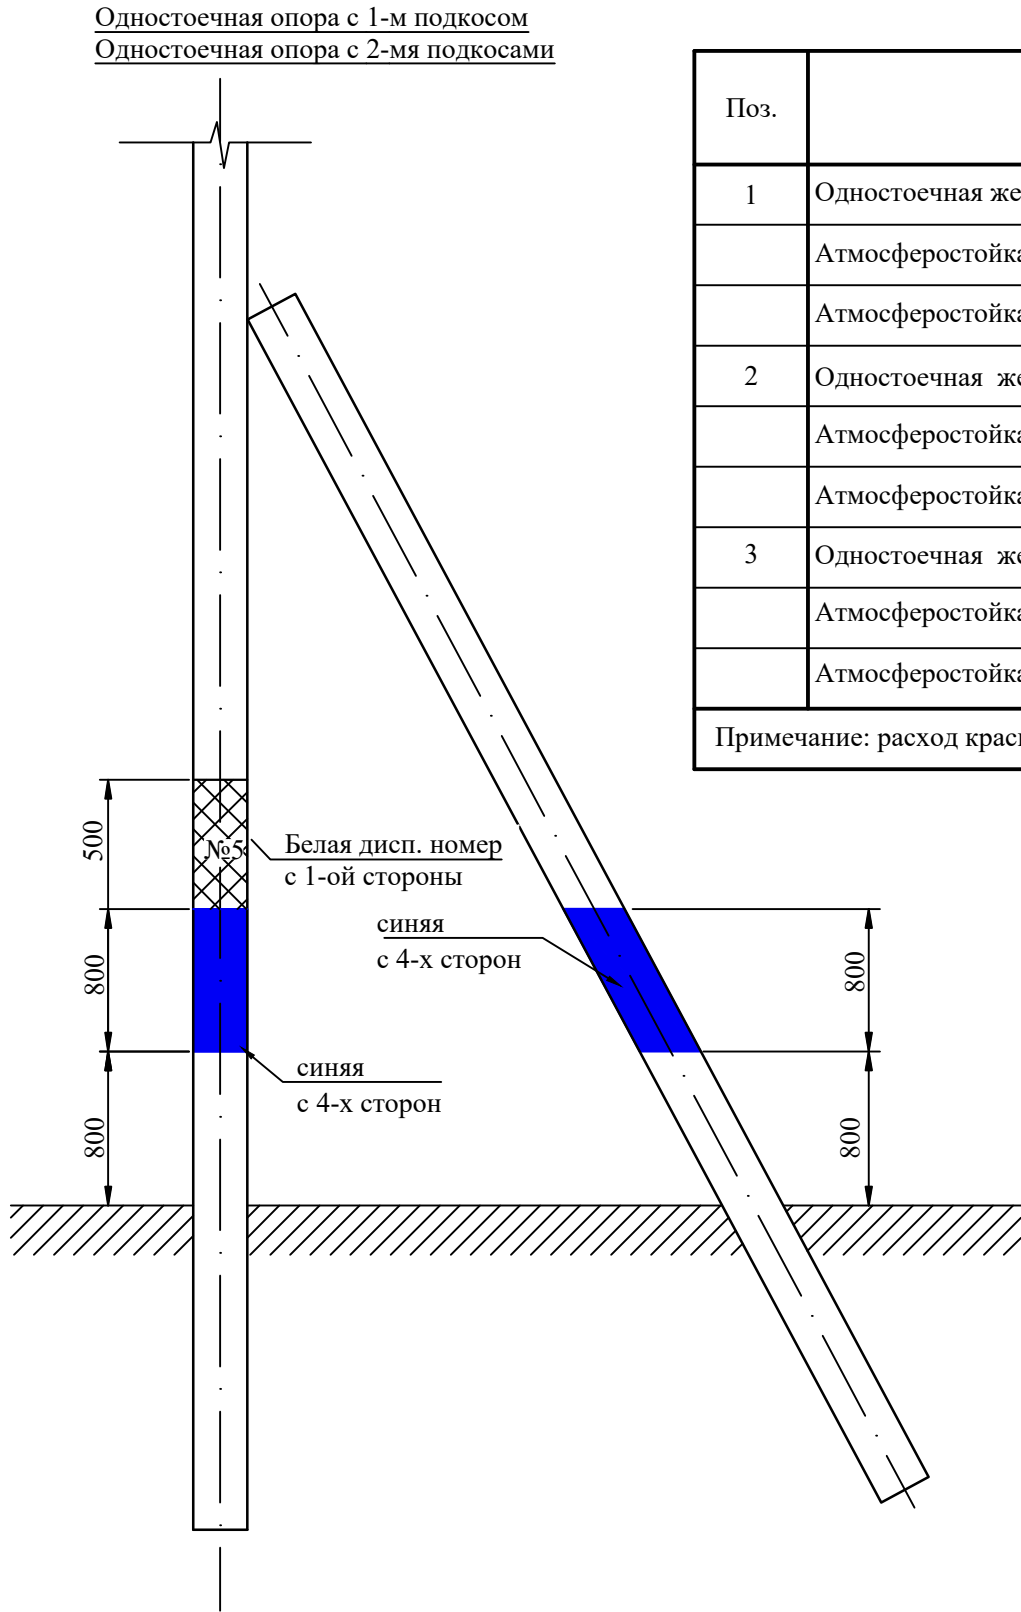 Одностоечная опора с 1-м подкосом
Одностоечная опора с 2-мя подкосами
Поз.
1 Одностоечная же
Атмосферостойка
Атмосферостойка
2 Одностоечная же
Атмосферостойка
Атмосферостойка
3 Одностоечная же
Атмосферостойка
Атмосферостойка
Примечание: расход крас
500
№5
Белая дисп. номер
с 1-ой стороны
800
синяя
с 4-х сторон
800
синяя
с 4-х сторон
800
800